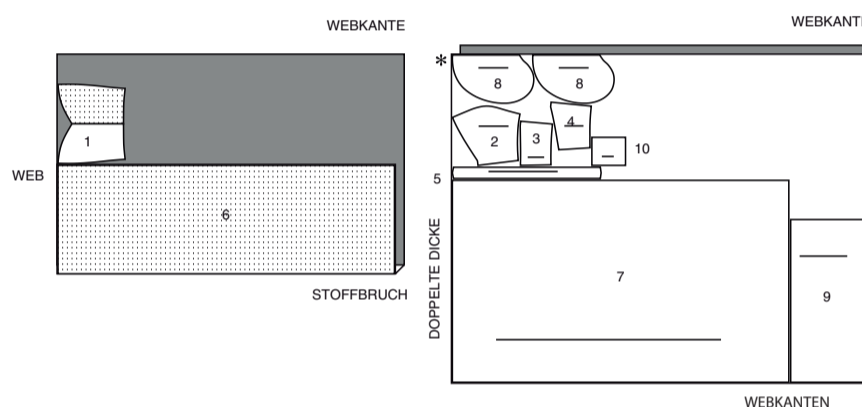 WEBKANTE
1
WEB
6
STOFFBRUCH
WEBKANTE
*
8
8
2
3
4
10
5
DOPPELTE DICKE
7
9
WEBKANTEN